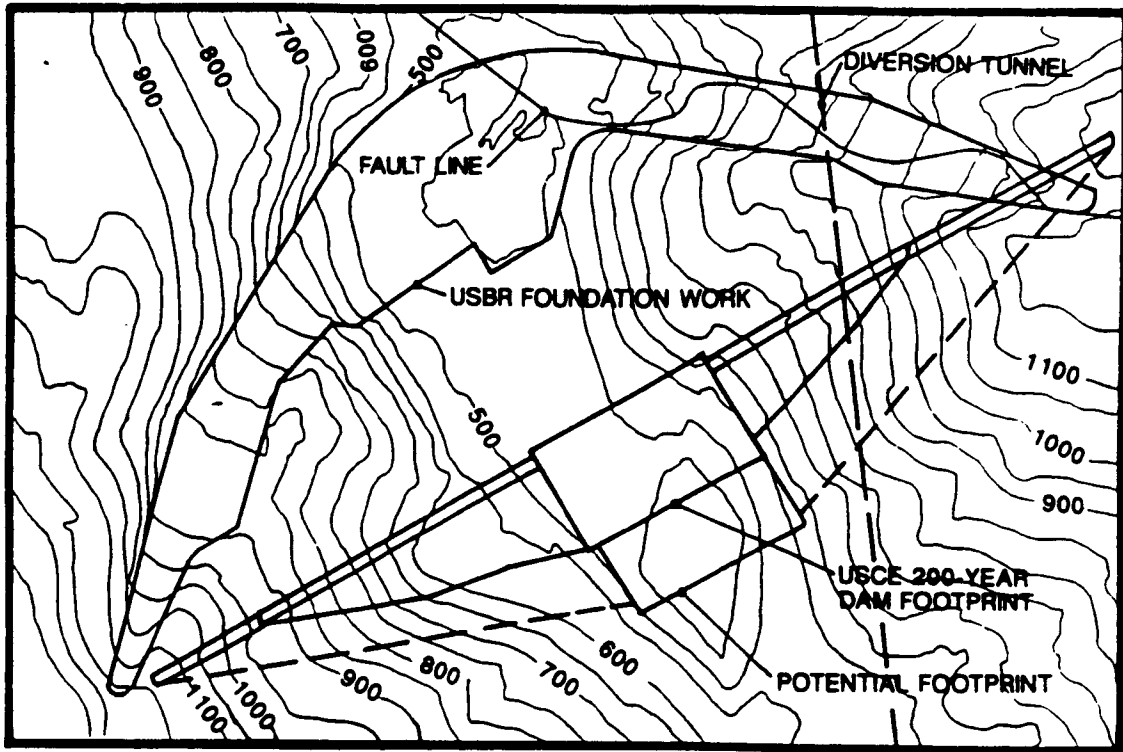 900
800
700
600
500
DIVERSION TUNNEL
FAULT LINE
USBR FOUNDATION WORK
500
1100
1000
900
USCE 200-YEAR
DAM FOOTPRINT
POTENTIAL FOOTPRINT
600
700
800
900
1000
1100